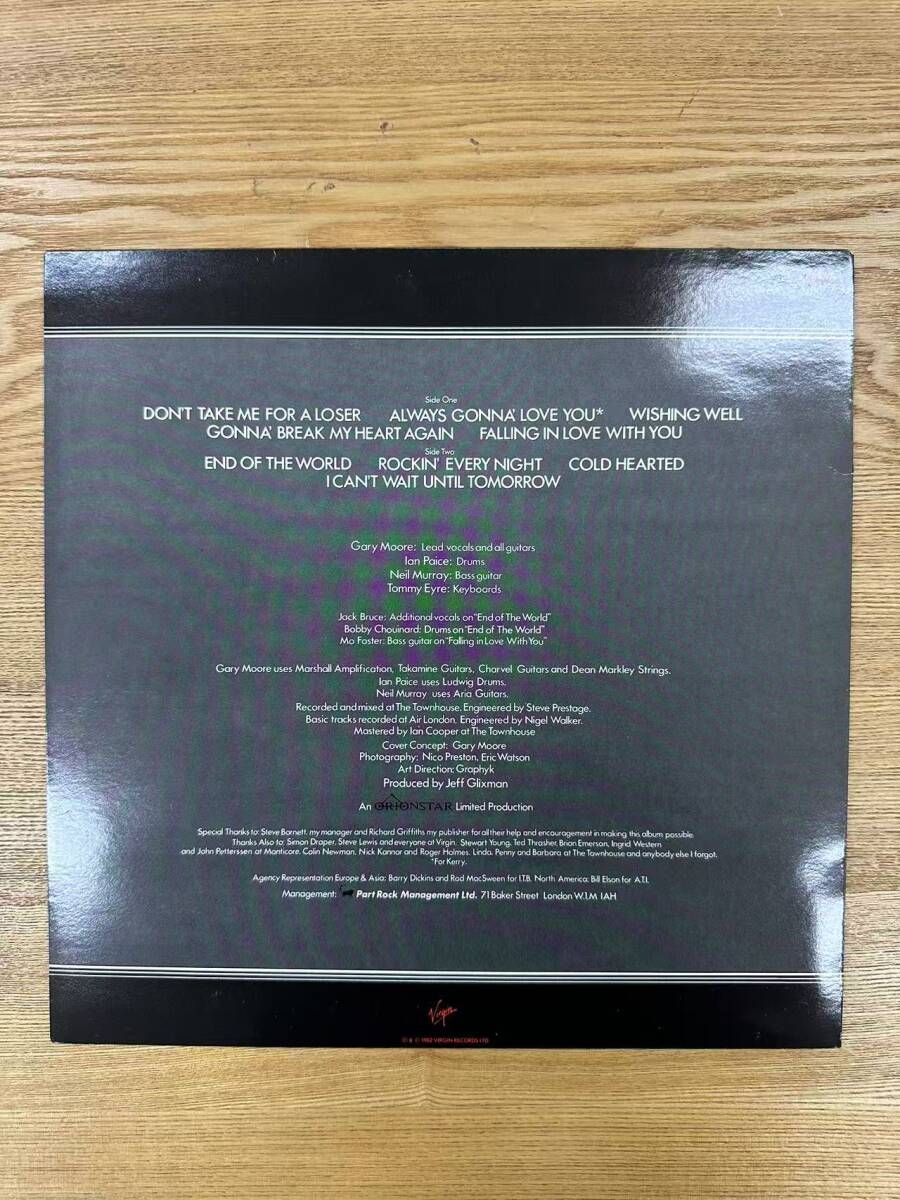 Side One
DON'T TAKE ME FOR A LOSER ALWAYS GONNA' LOVE YOU* WISHING WELL
GONNA' BREAK MY HEART AGAIN FALLING IN LOVE WITH YOU
Side Two
END OF THE WORLD ROCKIN' EVERY NIGHT COLD HEARTED
I CAN'T WAIT UNTIL TOMORROW
Gary Moore: Lead vocals and all guitars
Ian Paice: Drums
Neil Murray: Bass guitar
Tommy Eyre: Keyboards
Jack Bruce: Additional vocals on "End of The World"
Bobby Chouinard: Drums on "End of The World"
Mo Foster: Bass guitar on "Falling in Love With You"
Gary Moore uses Marshall Amplification, Takamine Guitars, Charvel Guitars and Dean Markley Strings.
Ian Paice uses Ludwig Drums.
Neil Murray uses Aria Guitars.
Recorded and mixed at The Townhouse. Engineered by Steve Prestage.
Basic tracks recorded at Air London. Engineered by Nigel Walker.
Mastered by Ian Cooper at The Townhouse
Cover Concept: Gary Moore
Photography: Nico Preston, Eric Watson
Art Direction: Graphyk
Produced by Jeff Glixman
An ORIONSTAR Limited Production
Special Thanks to: Steve Barnett, my manager and Richard Griffiths my publisher for all their help and encouragement in making this album possible.
Thanks Also to: Simon Draper, Steve Lewis and everyone at Virgin. Stewart Young, Ted Thrasher, Brian Emerson, Ingrid Western
and John Petterssen at Manticore. Colin Newman, Nick Kannor and Roger Holmes. Linda, Penny and Barbara at The Townhouse and anybody else I forgot.
*For Kerry.
Agency Representation Europe & Asia: Barry Dickins and Rod MacSween for I.T.B. North America: Bill Elson for A.T.I.
Management: Part Rock Management Ltd. 71 Baker Street London W.1.M 1AH
Virgin
Ⓟ & © 1982 VIRGIN RECORDS LTD